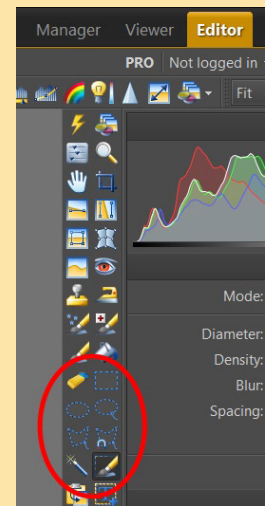 Manager Viewer Editor
PRO Not logged in
Fit
Mode:
Diameter:
Density:
Blur:
Spacing: